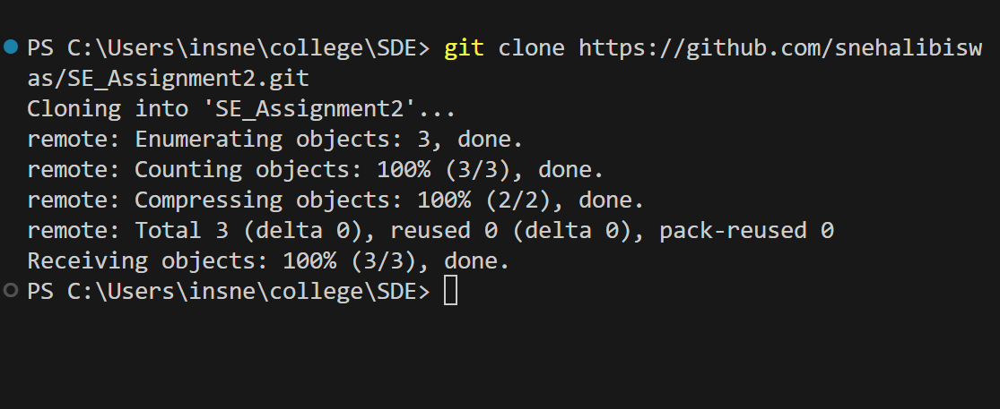 PS C:\Users\insne\college\SDE> git clone https://github.com/snehalibisw
as/SE_Assignment2.git
Cloning into 'SE_Assignment2'...
remote: Enumerating objects: 3, done.
remote: Counting objects: 100% (3/3), done.
remote: Compressing objects: 100% (2/2), done.
remote: Total 3 (delta 0), reused 0 (delta 0), pack-reused 0
Receiving objects: 100% (3/3), done.
PS C:\Users\insne\college\SDE>